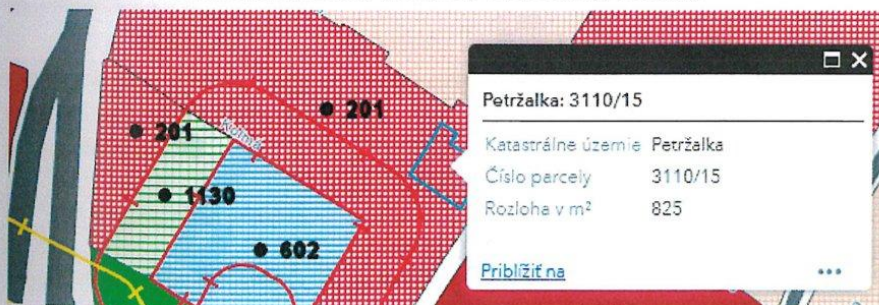 Petržalka: 3110/15
Katastrálne územie Petržalka
Číslo parcely 3110/15
Rozloha v m² 825
Priblížiť na
201
201
1130
602